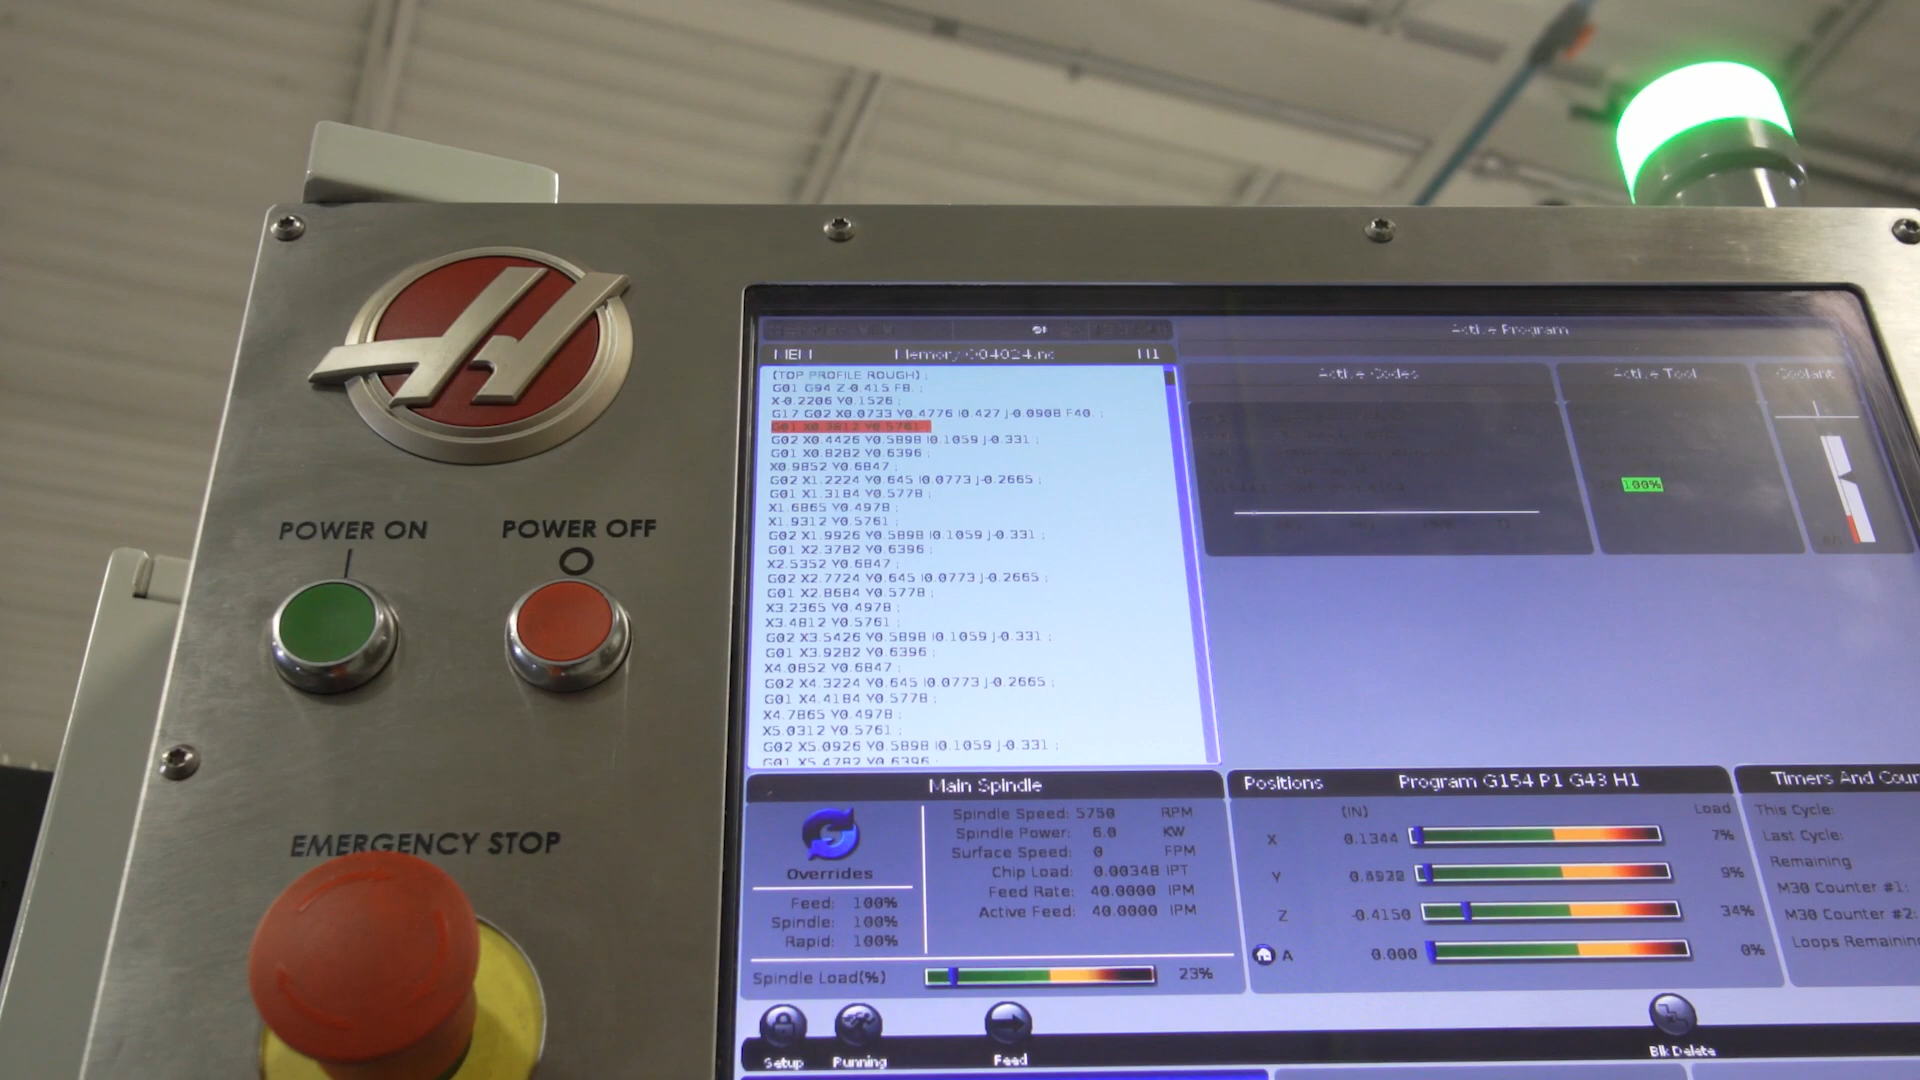 POWER ON
POWER OFF
EMERGENCY STOP
Active Program
MEM Memory/O04024.nc N1
(TOP PROFILE ROUGH) ;
G01 G94 Z-0.415 F8. ;
X-0.2206 Y0.1526 ;
G17 G02 X0.0733 Y0.4776 I0.427 J-0.0908 F40. ;
G01 X0.3812 Y0.5761 ;
G02 X0.4426 Y0.5898 I0.1059 J-0.331 ;
G01 X0.8282 Y0.6396 ;
X0.9852 Y0.6847 ;
G02 X1.2224 Y0.645 I0.0773 J-0.2665 ;
G01 X1.3184 Y0.5778 ;
X1.6865 Y0.4978 ;
X1.9312 Y0.5761 ;
G02 X1.9926 Y0.5898 I0.1059 J-0.331 ;
G01 X2.3782 Y0.6396 ;
X2.5352 Y0.6847 ;
G02 X2.7724 Y0.645 I0.0773 J-0.2665 ;
G01 X2.8684 Y0.5778 ;
X3.2365 Y0.4978 ;
X3.4812 Y0.5761 ;
G02 X3.5426 Y0.5898 I0.1059 J-0.331 ;
G01 X3.9282 Y0.6396 ;
X4.0852 Y0.6847 ;
G02 X4.3224 Y0.645 I0.0773 J-0.2665 ;
G01 X4.4184 Y0.5778 ;
X4.7865 Y0.4978 ;
X5.0312 Y0.5761 ;
G02 X5.0926 Y0.5898 I0.1059 J-0.331 ;
G01 X5.4782 Y0.6396 ;
Active Codes
Active Tool
100%
Coolant
Main Spindle
Overrides
Feed: 100%
Spindle: 100%
Rapid: 100%
Spindle Speed: 5750 RPM
Spindle Power: 6.0 KW
Surface Speed: 0 FPM
Chip Load: 0.00348 IPT
Feed Rate: 40.0000 IPM
Active Feed: 40.0000 IPM
Spindle Load(%) 23%
Positions Program G154 P1 G43 H1
(IN) Load
X 0.1344 7%
Y 9%
Z -0.4150 34%
A 0.000 0%
Timers And Coun
This Cycle:
Last Cycle:
Remaining
M30 Counter #1:
M30 Counter #2:
Loops Remaining
Setup
Running
Feed
Blk Delete